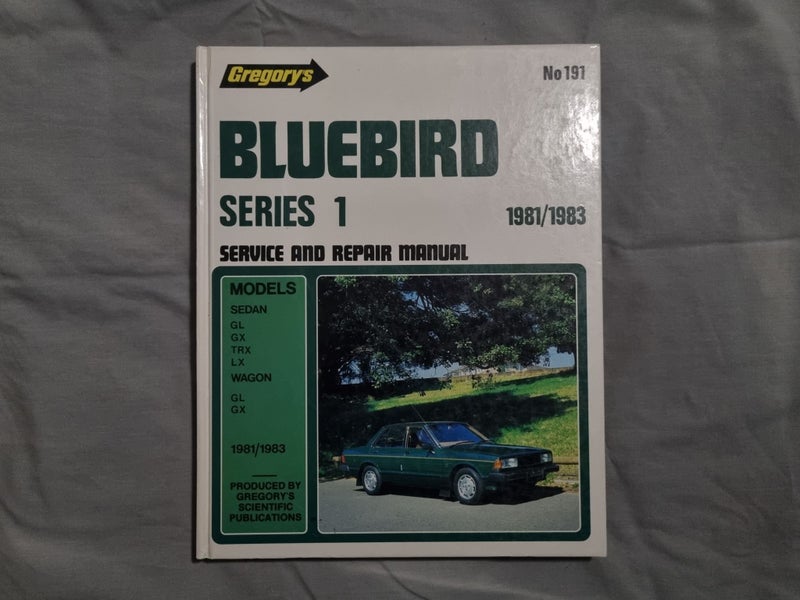 Gregory's
No 191
BLUEBIRD
SERIES 1
1981/1983
SERVICE AND REPAIR MANUAL
MODELS
SEDAN
GL
GX
TRX
LX
WAGON
GL
GX
1981/1983
PRODUCED BY
GREGORY'S
SCIENTIFIC
PUBLICATIONS